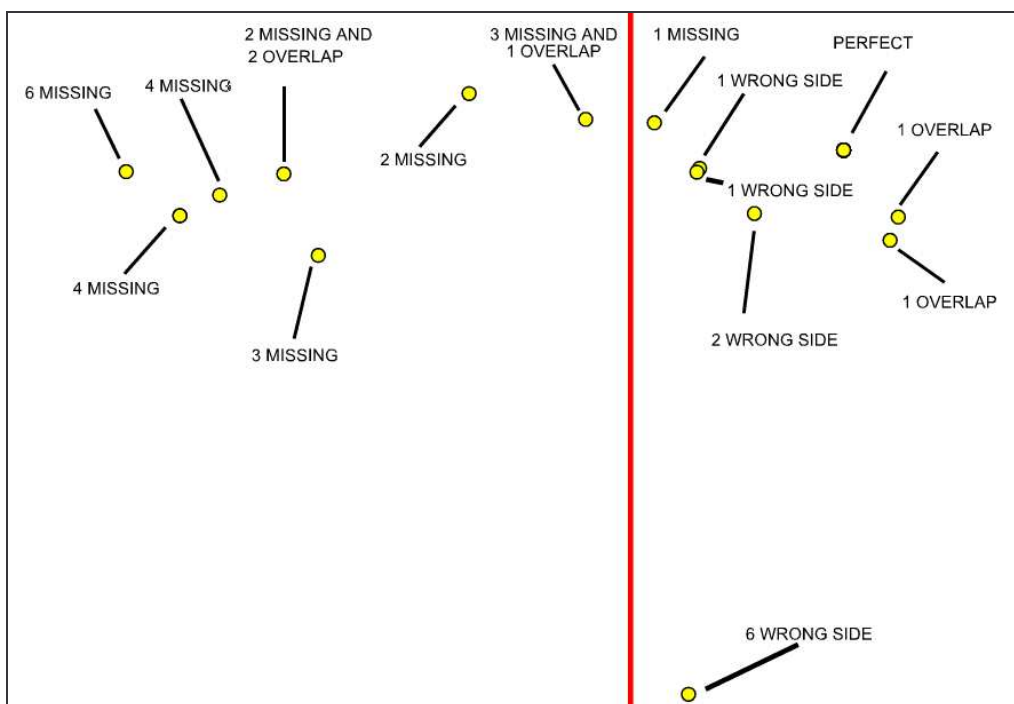 2 MISSING AND
2 OVERLAP
3 MISSING AND
1 OVERLAP
1 MISSING
PERFECT
6 MISSING
4 MISSING
1 WRONG SIDE
1 OVERLAP
2 MISSING
1 WRONG SIDE
4 MISSING
1 OVERLAP
3 MISSING
2 WRONG SIDE
6 WRONG SIDE